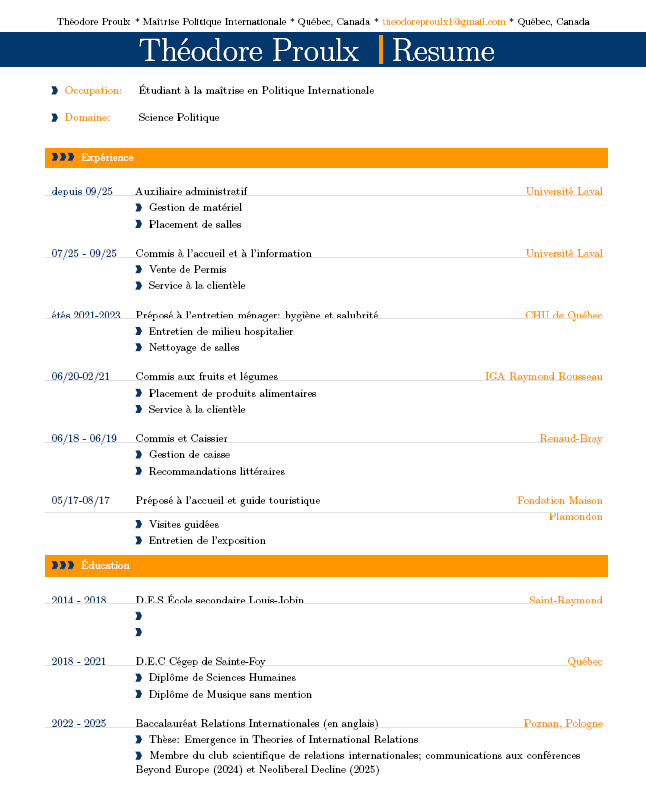 Théodore Proulx * Maîtrise Politique Internationale * Québec, Canada * theodoreproulx1@gmail.com * Québec, Canada
Théodore Proulx | Resume
Occupation: Étudiant à la maîtrise en Politique Internationale
Domaine: Science Politique
Expérience
depuis 09/25 Auxiliaire administratif Université Laval
Gestion de matériel
Placement de salles
07/25 - 09/25 Commis à l'accueil et à l'information Université Laval
Vente de Permis
Service à la clientèle
étés 2021-2023 Préposé à l'entretien ménager: hygiène et salubrité CHU de Québec
Entretien de milieu hospitalier
Nettoyage de salles
06/20-02/21 Commis aux fruits et légumes IGA Raymond Rousseau
Placement de produits alimentaires
Service à la clientèle
06/18 - 06/19 Commis et Caissier Renaud-Bray
Gestion de caisse
Recommandations littéraires
05/17-08/17 Préposé à l'accueil et guide touristique Fondation Maison
Plamondon
Visites guidées
Entretien de l'exposition
Éducation
2014 - 2018 D.E.S École secondaire Louis-Jobin Saint-Raymond
2018 - 2021 D.E.C Cégep de Sainte-Foy Québec
Diplôme de Sciences Humaines
Diplôme de Musique sans mention
2022 - 2025 Baccalauréat Relations Internationales (en anglais) Poznan, Pologne
Thèse: Emergence in Theories of International Relations
Membre du club scientifique de relations internationales; communications aux conférences
Beyond Europe (2024) et Neoliberal Decline (2025)